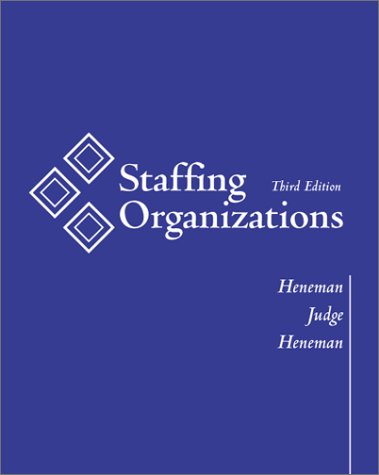 Staffing Third Edition
Organizations
Heneman
Judge
Heneman